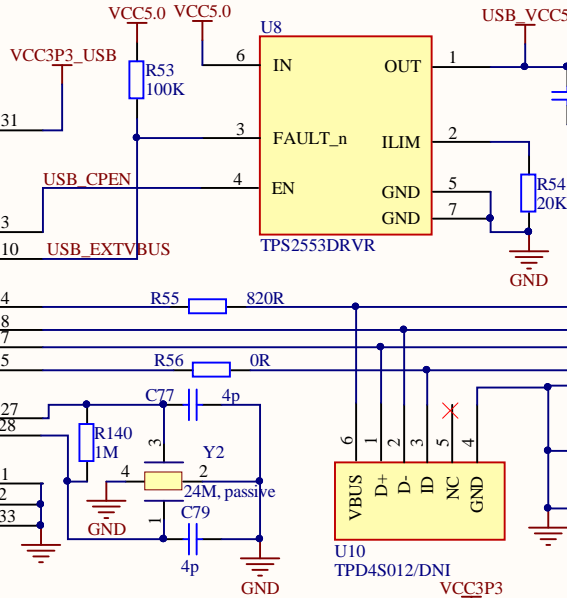 VCC5.0 VCC5.0 USB_VCC5
U8
VCC3P3_USB
R53
100K
6 IN OUT 1
31
3 FAULT_n ILIM 2
USB_CPEN 4 EN GND 5
R54
20K
3 GND 7
10 USB_EXTVBUS TPS2553DRVR
GND
4 R55 820R
8
7
5 R56 0R
C77 4p
27
28
R140
1M
3 Y2
6 1 2 3 5 4
4 2
VBUS D+ D- ID NC GND
1
24M, passive
2
GND 1 C79
33
U10
4p TPD4S012/DNI
GND VCC3P3